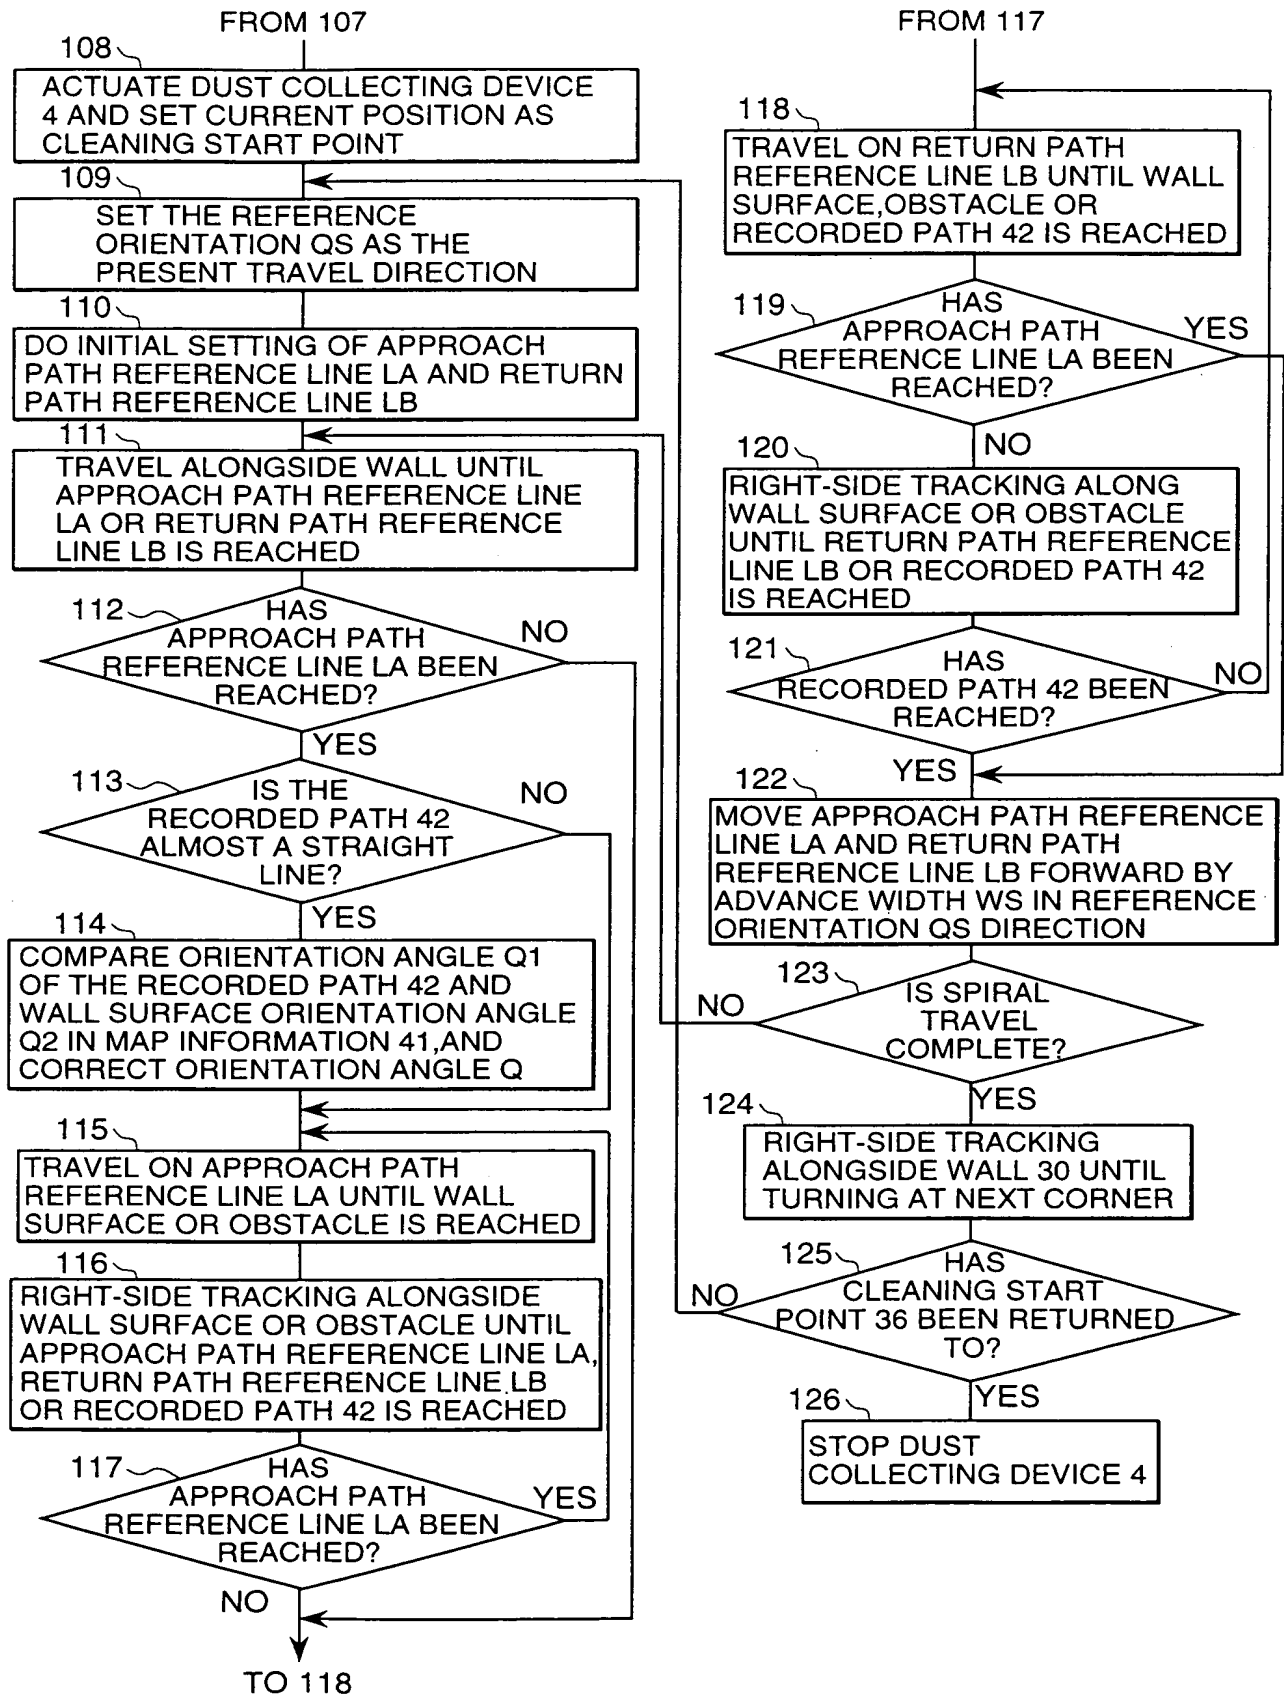 FROM 107
108
ACTUATE DUST COLLECTING DEVICE
4 AND SET CURRENT POSITION AS
CLEANING START POINT
109
SET THE REFERENCE
ORIENTATION QS AS THE
PRESENT TRAVEL DIRECTION
110
DO INITIAL SETTING OF APPROACH
PATH REFERENCE LINE LA AND RETURN
PATH REFERENCE LINE LB
111
TRAVEL ALONGSIDE WALL UNTIL
APPROACH PATH REFERENCE LINE
LA OR RETURN PATH REFERENCE
LINE LB IS REACHED
112
HAS
APPROACH PATH
REFERENCE LINE LA BEEN
REACHED?
NO
YES
113
IS THE
RECORDED PATH 42
ALMOST A STRAIGHT
LINE?
NO
YES
114
COMPARE ORIENTATION ANGLE Q1
OF THE RECORDED PATH 42 AND
WALL SURFACE ORIENTATION ANGLE
Q2 IN MAP INFORMATION 41,AND
CORRECT ORIENTATION ANGLE Q
115
TRAVEL ON APPROACH PATH
REFERENCE LINE LA UNTIL WALL
SURFACE OR OBSTACLE IS REACHED
116
RIGHT-SIDE TRACKING ALONGSIDE
WALL SURFACE OR OBSTACLE UNTIL
APPROACH PATH REFERENCE LINE LA,
RETURN PATH REFERENCE LINE LB
OR RECORDED PATH 42 IS REACHED
117
HAS
APPROACH PATH
REFERENCE LINE LA BEEN
REACHED?
YES
NO
TO 118
FROM 117
118
TRAVEL ON RETURN PATH
REFERENCE LINE LB UNTIL WALL
SURFACE,OBSTACLE OR
RECORDED PATH 42 IS REACHED
119
HAS
APPROACH PATH
REFERENCE LINE LA BEEN
REACHED?
YES
NO
120
RIGHT-SIDE TRACKING ALONG
WALL SURFACE OR OBSTACLE
UNTIL RETURN PATH REFERENCE
LINE LB OR RECORDED PATH 42
IS REACHED
121
HAS
RECORDED PATH 42 BEEN
REACHED?
NO
YES
122
MOVE APPROACH PATH REFERENCE
LINE LA AND RETURN PATH
REFERENCE LINE LB FORWARD BY
ADVANCE WIDTH WS IN REFERENCE
ORIENTATION QS DIRECTION
123
IS SPIRAL
TRAVEL
COMPLETE?
NO
YES
124
RIGHT-SIDE TRACKING
ALONGSIDE WALL 30 UNTIL
TURNING AT NEXT CORNER
125
HAS
CLEANING START
POINT 36 BEEN RETURNED
TO?
NO
YES
126
STOP DUST
COLLECTING DEVICE 4